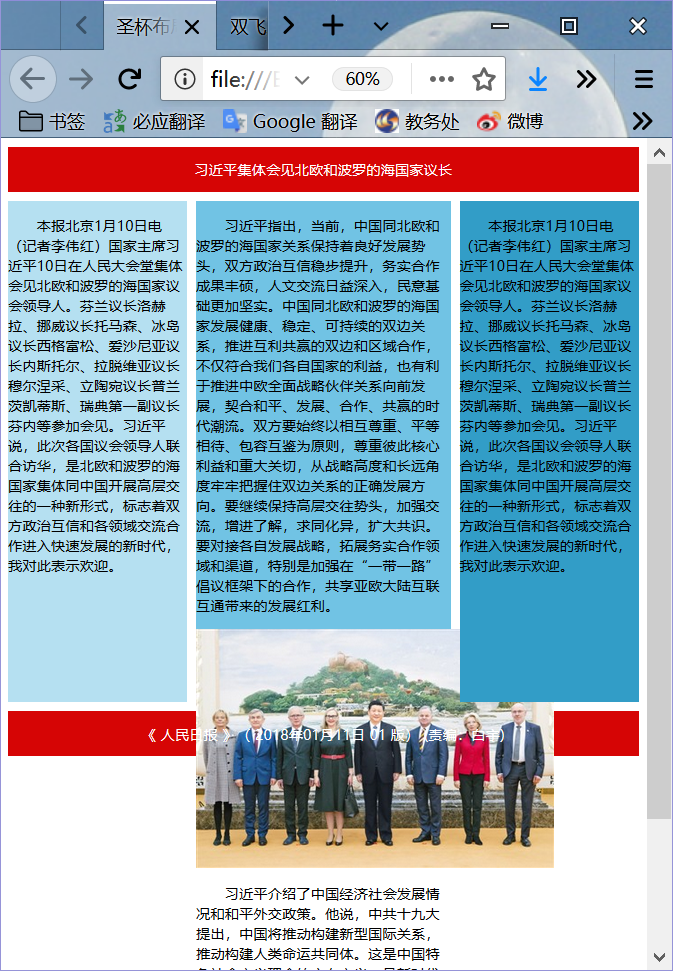 圣杯布
双飞
file:///
60%
书签
必应翻译
Google 翻译
教务处
微博
习近平集体会见北欧和波罗的海国家议长
本报北京1月10日电
（记者李伟红）国家主席习
近平10日在人民大会堂集体
会见北欧和波罗的海国家议
会领导人。芬兰议长洛赫
拉、挪威议长托马森、冰岛
议长西格富松、爱沙尼亚议
长内斯托尔、拉脱维亚议长
穆尔涅采、立陶宛议长普兰
茨凯蒂斯、瑞典第一副议长
芬内等参加会见。习近平
说，此次各国议会领导人联
合访华，是北欧和波罗的海
国家集体同中国开展高层交
往的一种新形式，标志着双
方政治互信和各领域交流合
作进入快速发展的新时代，
我对此表示欢迎。
习近平指出，当前，中国同北欧和
波罗的海国家关系保持着良好发展势
头，双方政治互信稳步提升，务实合作
成果丰硕，人文交流日益深入，民意基
础更加坚实。中国同北欧和波罗的海国
家发展健康、稳定、可持续的双边关
系，推进互利共赢的双边和区域合作，
不仅符合我们各自国家的利益，也有利
于推进中欧全面战略伙伴关系向前发
展，契合和平、发展、合作、共赢的时
代潮流。双方要始终以相互尊重、平等
相待、包容互鉴为原则，尊重彼此核心
利益和重大关切，从战略高度和长远角
度牢牢把握住双边关系的正确发展方
向。要继续保持高层交往势头，加强交
流，增进了解，求同化异，扩大共识。
要对接各自发展战略，拓展务实合作领
域和渠道，特别是加强在“一带一路”
倡议框架下的合作，共享亚欧大陆互联
互通带来的发展红利。
本报北京1月10日电
（记者李伟红）国家主席习
近平10日在人民大会堂集体
会见北欧和波罗的海国家议
会领导人。芬兰议长洛赫
拉、挪威议长托马森、冰岛
议长西格富松、爱沙尼亚议
长内斯托尔、拉脱维亚议长
穆尔涅采、立陶宛议长普兰
茨凯蒂斯、瑞典第一副议长
芬内等参加会见。习近平
说，此次各国议会领导人联
合访华，是北欧和波罗的海
国家集体同中国开展高层交
往的一种新形式，标志着双
方政治互信和各领域交流合
作进入快速发展的新时代，
我对此表示欢迎。
《 人民日报 》（ 2018年01月11日 01 版）（责编：白宇）
习近平介绍了中国经济社会发展情
况和和平外交政策。他说，中共十九大
提出，中国将推动构建新型国际关系，
推动构建人类命运共同体。这是中国特